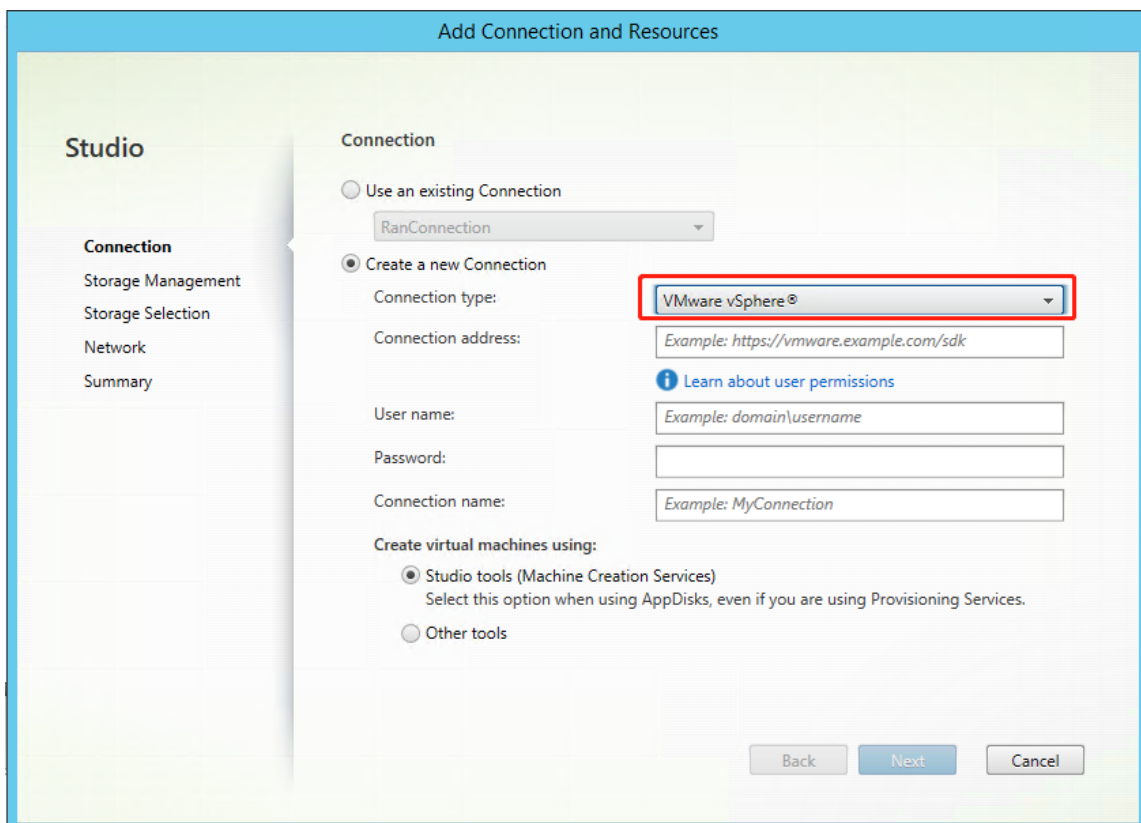 Add Connection and Resources
Studio
Connection
Storage Management
Storage Selection
Network
Summary
Connection
Use an existing Connection
RanConnection
Create a new Connection
Connection type:
VMware vSphere®
Connection address:
Example: https://vmware.example.com/sdk
Learn about user permissions
User name:
Example: domain\username
Password:
Connection name:
Example: MyConnection
Create virtual machines using:
Studio tools (Machine Creation Services)
Select this option when using AppDisks, even if you are using Provisioning Services.
Other tools
Back
Next
Cancel